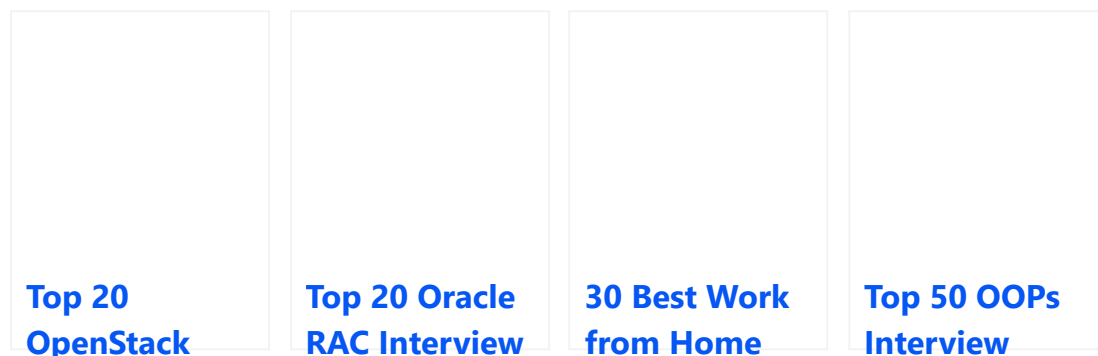 Top 20
OpenStack
Top 20 Oracle
RAC Interview
30 Best Work
from Home
Top 50 OOPs
Interview